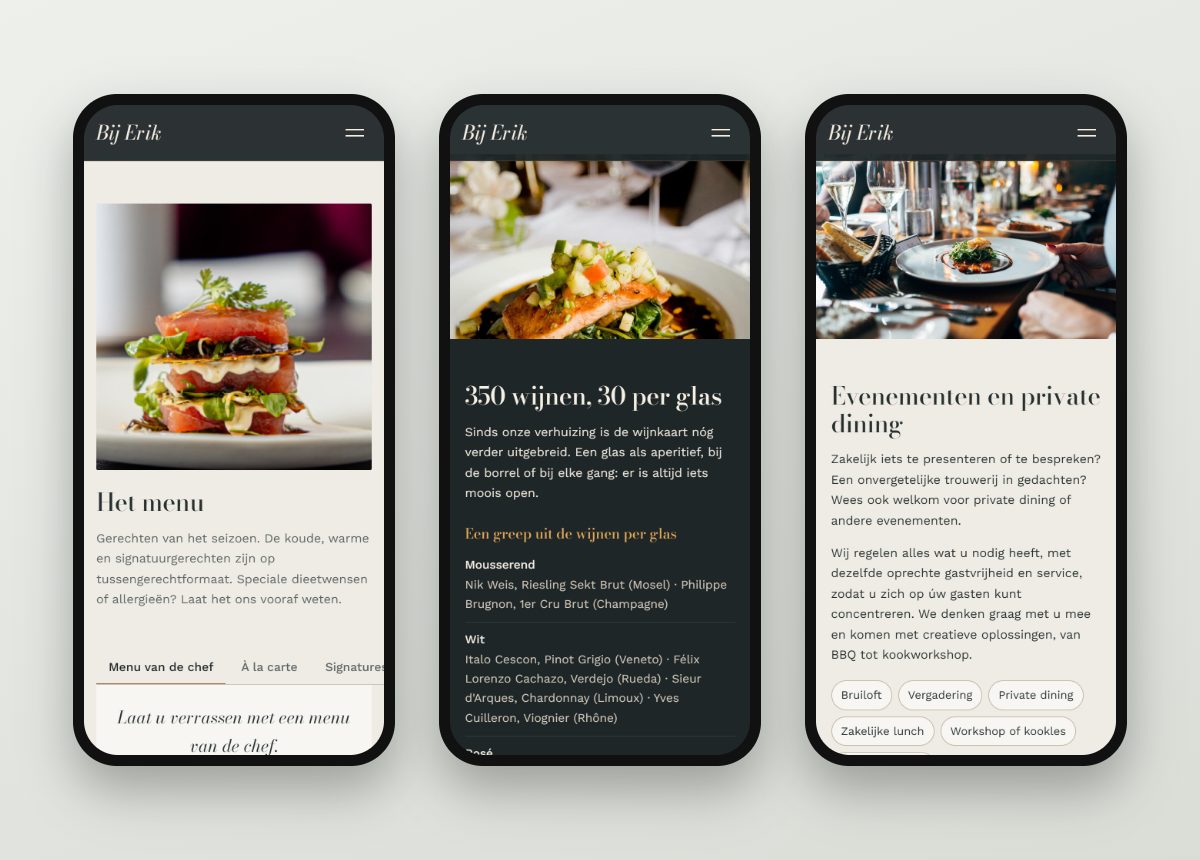 Bij Erik
Het menu
Gerechten van het seizoen. De koude, warme
en signatuurgerechten zijn op
tussengerechtformaat. Speciale dieetwensen
of allergieën? Laat het ons vooraf weten.
Menu van de chef
À la carte
Signatures
Laat u verrassen met een menu
van de chef.
Bij Erik
350 wijnen, 30 per glas
Sinds onze verhuizing is de wijnkaart nóg
verder uitgebreid. Een glas als aperitief, bij
de borrel of bij elke gang: er is altijd iets
moois open.
Een greep uit de wijnen per glas
Mousserend
Nik Weis, Riesling Sekt Brut (Mosel) · Philippe
Brugnon, 1er Cru Brut (Champagne)
Wit
Italo Cescon, Pinot Grigio (Veneto) · Félix
Lorenzo Cachazo, Verdejo (Rueda) · Sieur
d'Arques, Chardonnay (Limoux) · Yves
Cuilleron, Viognier (Rhône)
Rosé
Bij Erik
Evenementen en private
dining
Zakelijk iets te presenteren of te bespreken?
Een onvergetelijke trouwerij in gedachten?
Wees ook welkom voor private dining of
andere evenementen.
Wij regelen alles wat u nodig heeft, met
dezelfde oprechte gastvrijheid en service,
zodat u zich op úw gasten kunt
concentreren. We denken graag met u mee
en komen met creatieve oplossingen, van
BBQ tot kookworkshop.
Bruiloft
Vergadering
Private dining
Zakelijke lunch
Workshop of kookles